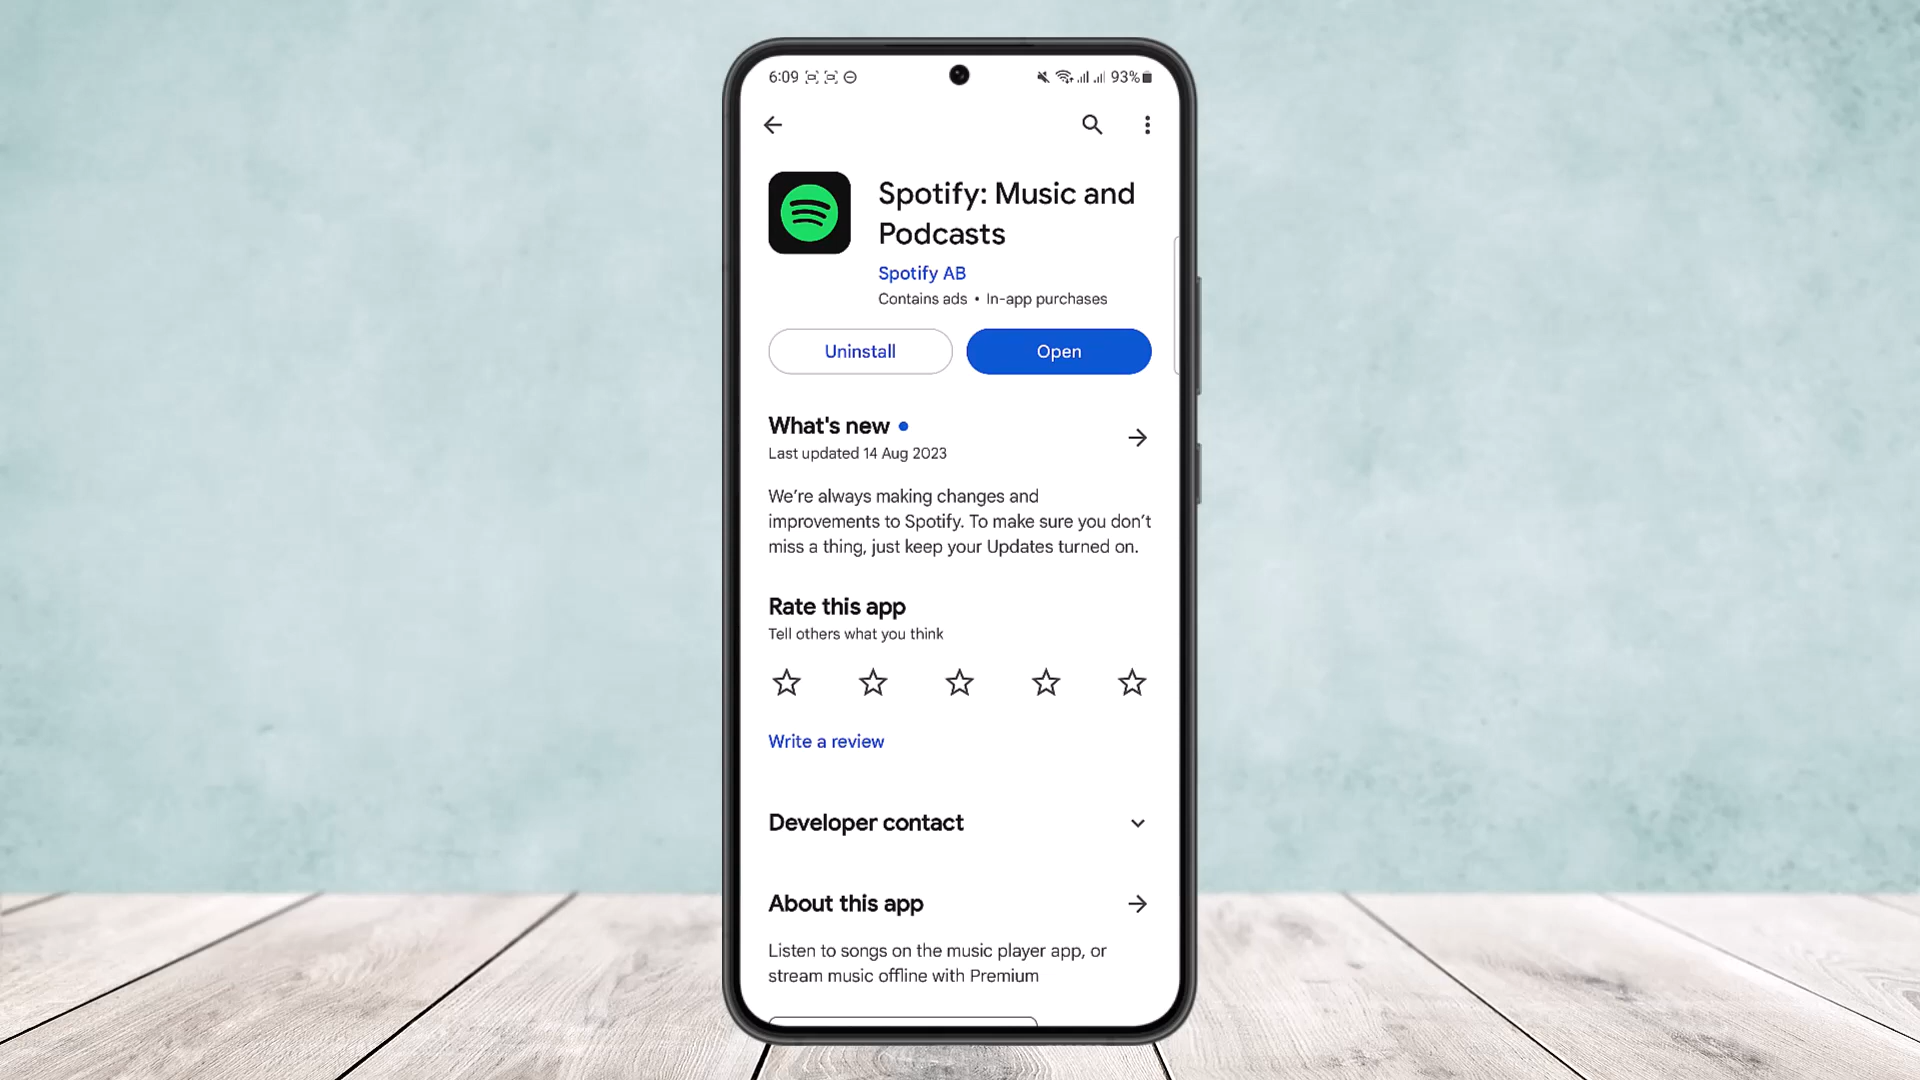 6:09
93%
Spotify: Music and
Podcasts
Spotify AB
Contains ads • In-app purchases
Uninstall
Open
What's new
Last updated 14 Aug 2023
We’re always making changes and
improvements to Spotify. To make sure you don’t
miss a thing, just keep your Updates turned on.
Rate this app
Tell others what you think
Write a review
Developer contact
About this app
Listen to songs on the music player app, or
stream music offline with Premium